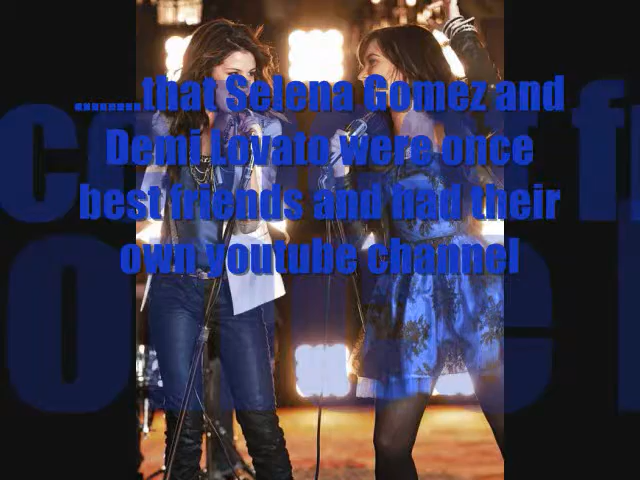 ........that Selena Gomez and
Demi Lovato were once
best friends and had their
own youtube channel